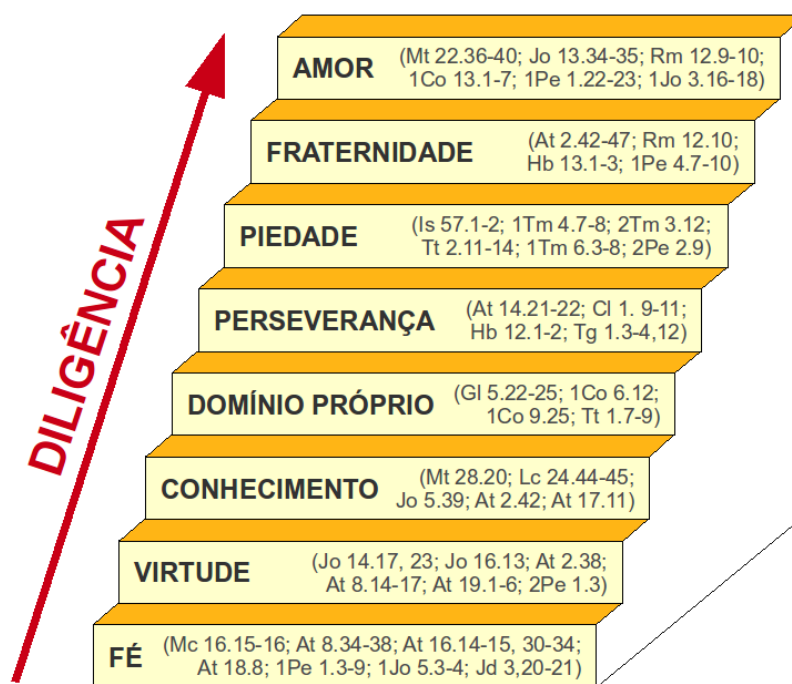 AMOR (Mt 22.36-40; Jo 13.34-35; Rm 12.9-10;
1Co 13.1-7; 1Pe 1.22-23; 1Jo 3.16-18)
FRATERNIDADE (At 2.42-47; Rm 12.10;
Hb 13.1-3; 1Pe 4.7-10)
PIEDADE (Is 57.1-2; 1Tm 4.7-8; 2Tm 3.12;
Tt 2.11-14; 1Tm 6.3-8; 2Pe 2.9)
PERSEVERANÇA (At 14.21-22; Cl 1. 9-11;
Hb 12.1-2; Tg 1.3-4,12)
DOMÍNIO PRÓPRIO (Gl 5.22-25; 1Co 6.12;
1Co 9.25; Tt 1.7-9)
CONHECIMENTO (Mt 28.20; Lc 24.44-45;
Jo 5.39; At 2.42; At 17.11)
VIRTUDE (Jo 14.17, 23; Jo 16.13; At 2.38;
At 8.14-17; At 19.1-6; 2Pe 1.3)
FÉ (Mc 16.15-16; At 8.34-38; At 16.14-15, 30-34;
At 18.8; 1Pe 1.3-9; 1Jo 5.3-4; Jd 3,20-21)
DILIGÊNCIA